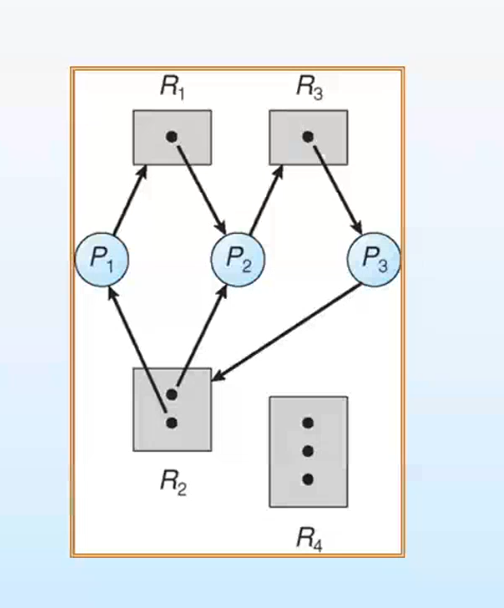 R₁ R₃
P₁ P₂ P₃
R₂
R₄